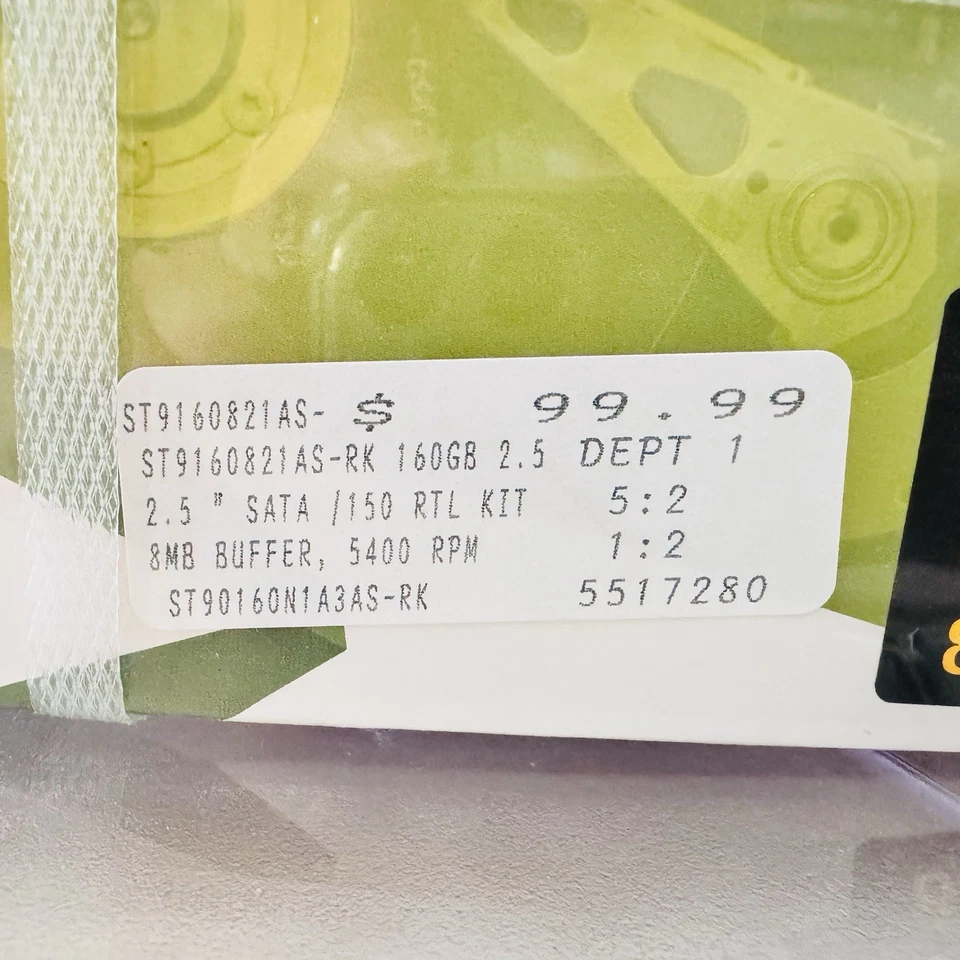 ST9160821AS- $ 99.99
ST9160821AS-RK 160GB 2.5 DEPT 1
2.5 " SATA /150 RTL KIT 5:2
8MB BUFFER, 5400 RPM 1:2
ST90160N1A3AS-RK 5517280